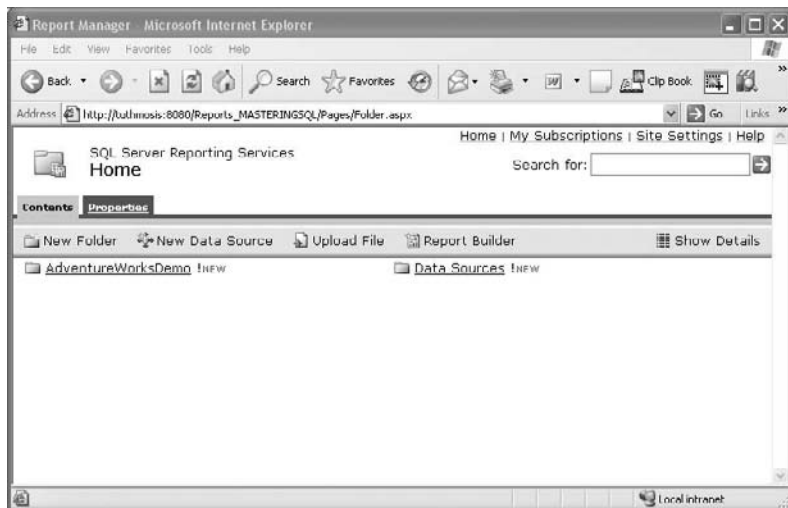 Report Manager - Microsoft Internet Explorer
File Edit View Favorites Tools Help
Back Search Favorites Clip Book
Address http://tuthmosis:8080/Reports_MASTERINGSQL/Pages/Folder.aspx Go Links
Home | My Subscriptions | Site Settings | Help
SQL Server Reporting Services
Home
Search for:
Contents Properties
New Folder New Data Source Upload File Report Builder Show Details
AdventureWorksDemo !NEW Data Sources !NEW
Local intranet